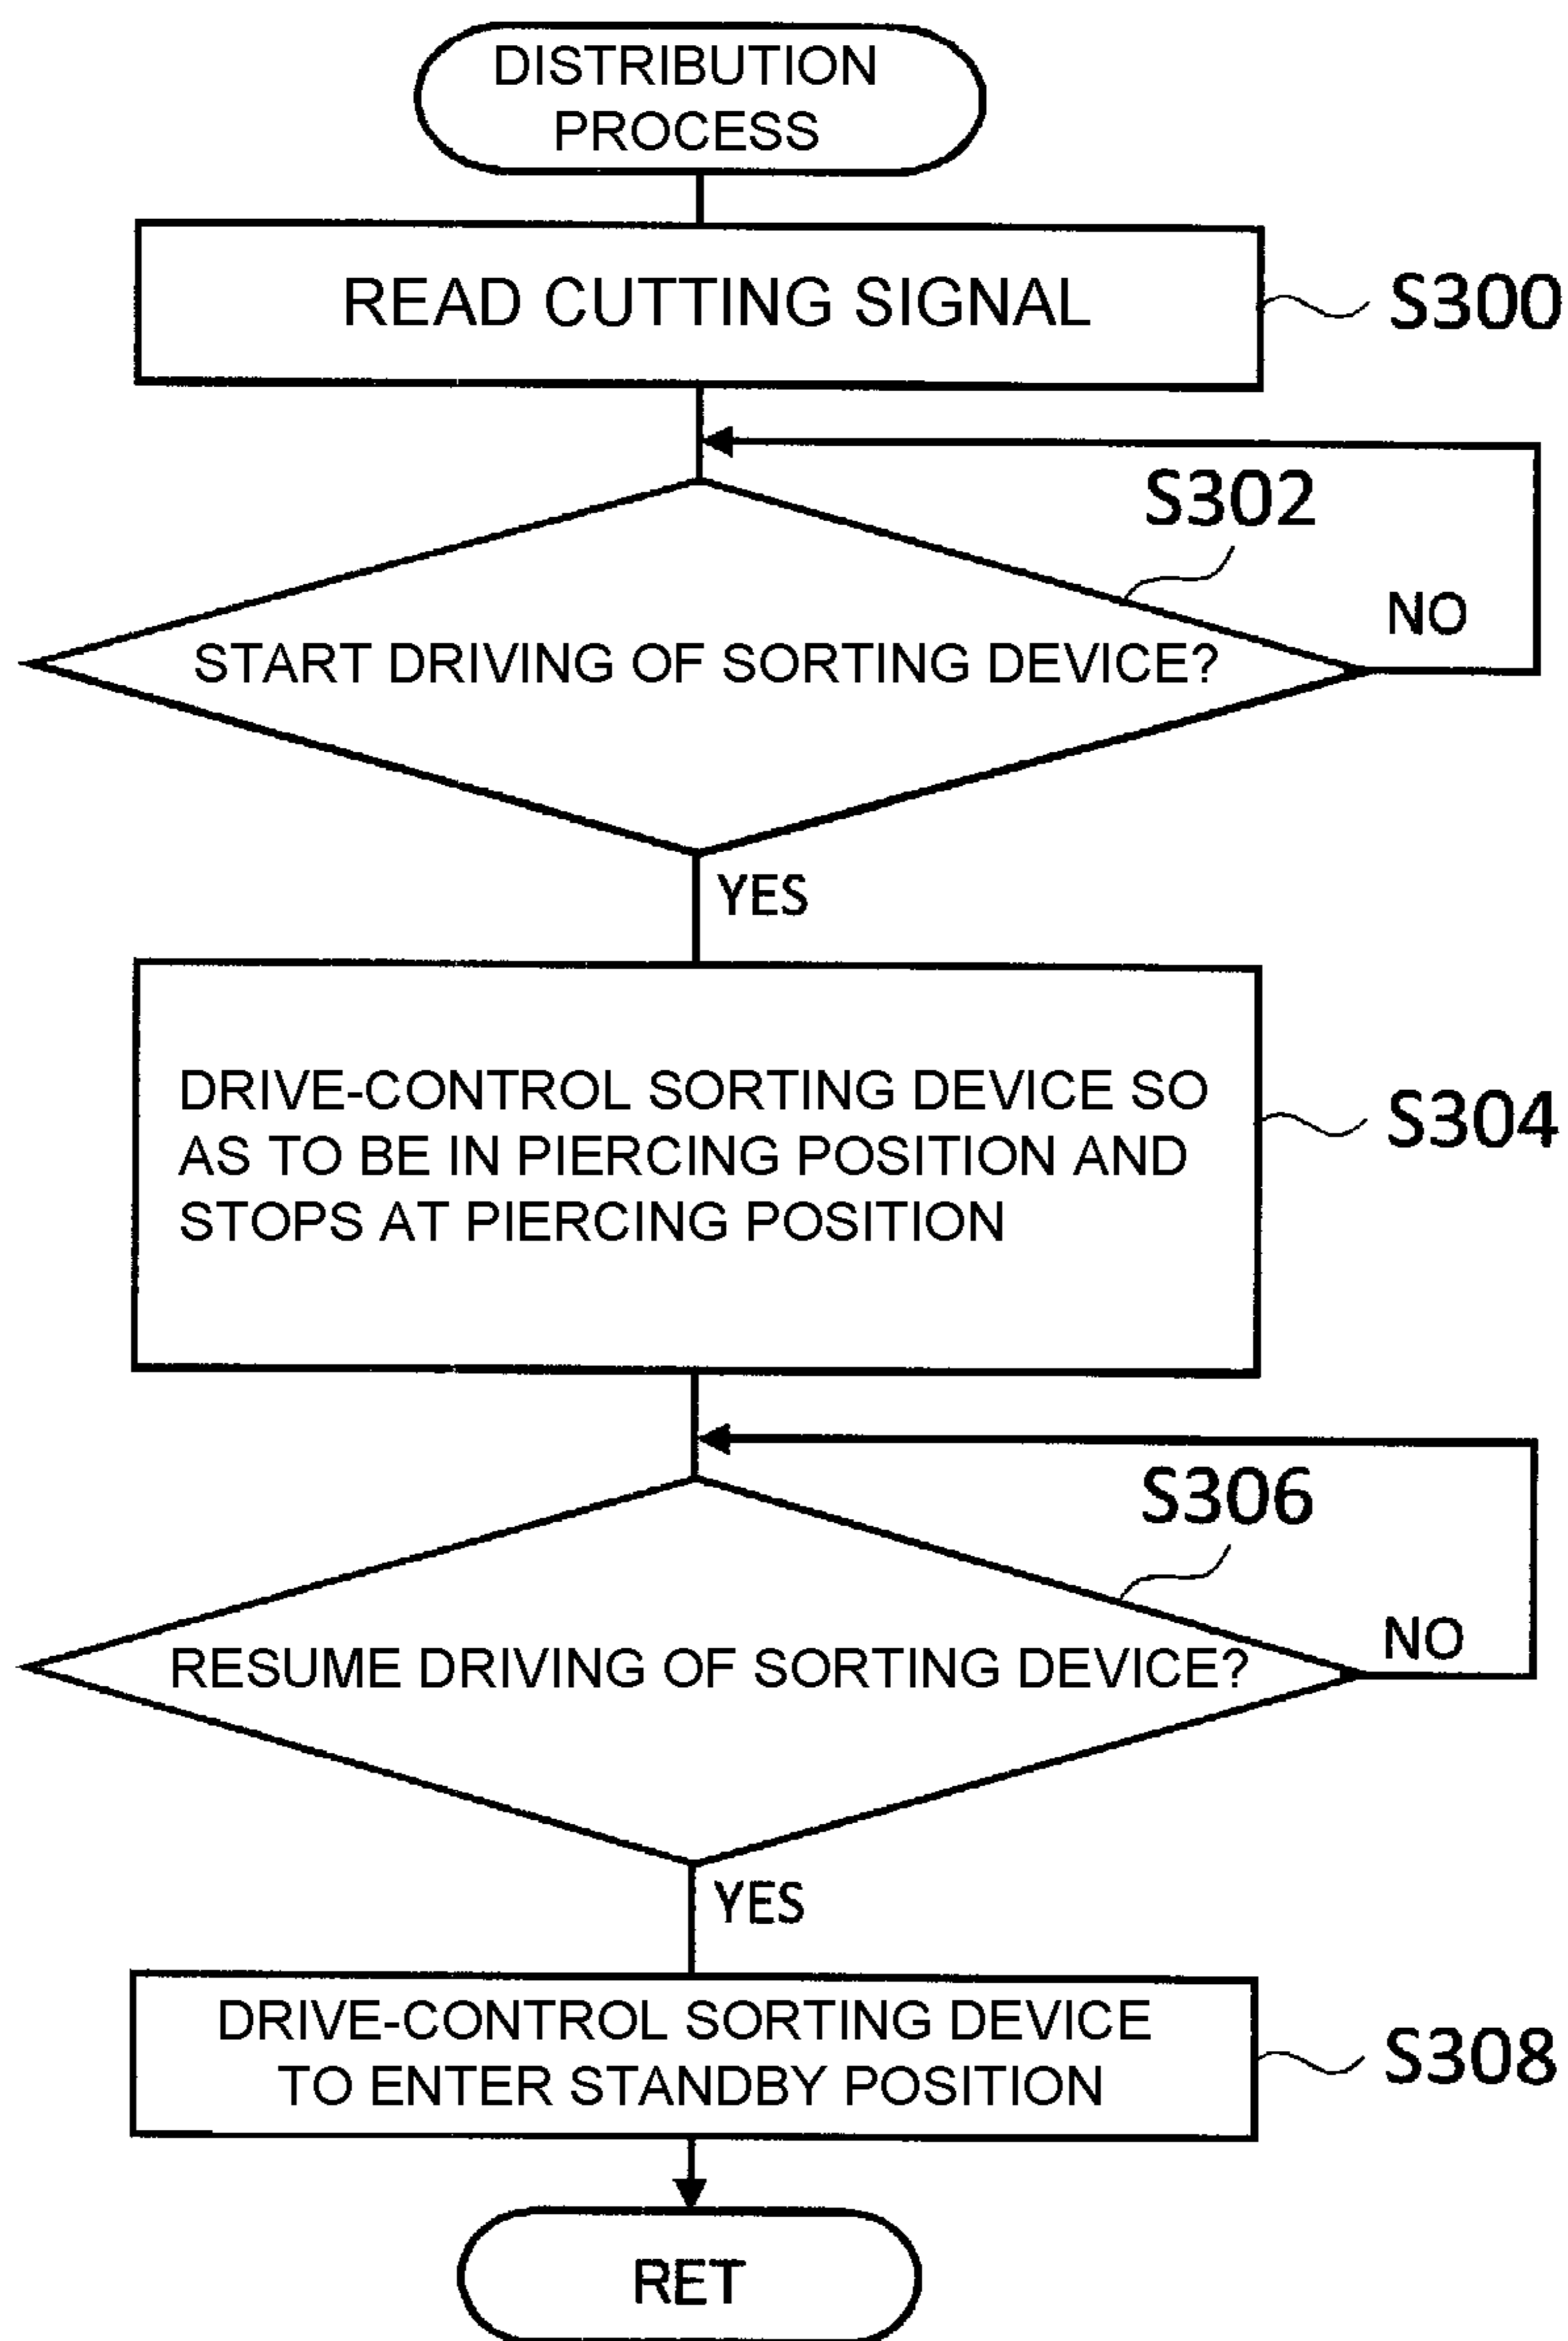 DISTRIBUTION
PROCESS
READ CUTTING SIGNAL
S300
S302
NO
START DRIVING OF SORTING DEVICE?
YES
DRIVE-CONTROL SORTING DEVICE SO
AS TO BE IN PIERCING POSITION AND
STOPS AT PIERCING POSITION
S304
S306
NO
RESUME DRIVING OF SORTING DEVICE?
YES
DRIVE-CONTROL SORTING DEVICE
TO ENTER STANDBY POSITION
S308
RET